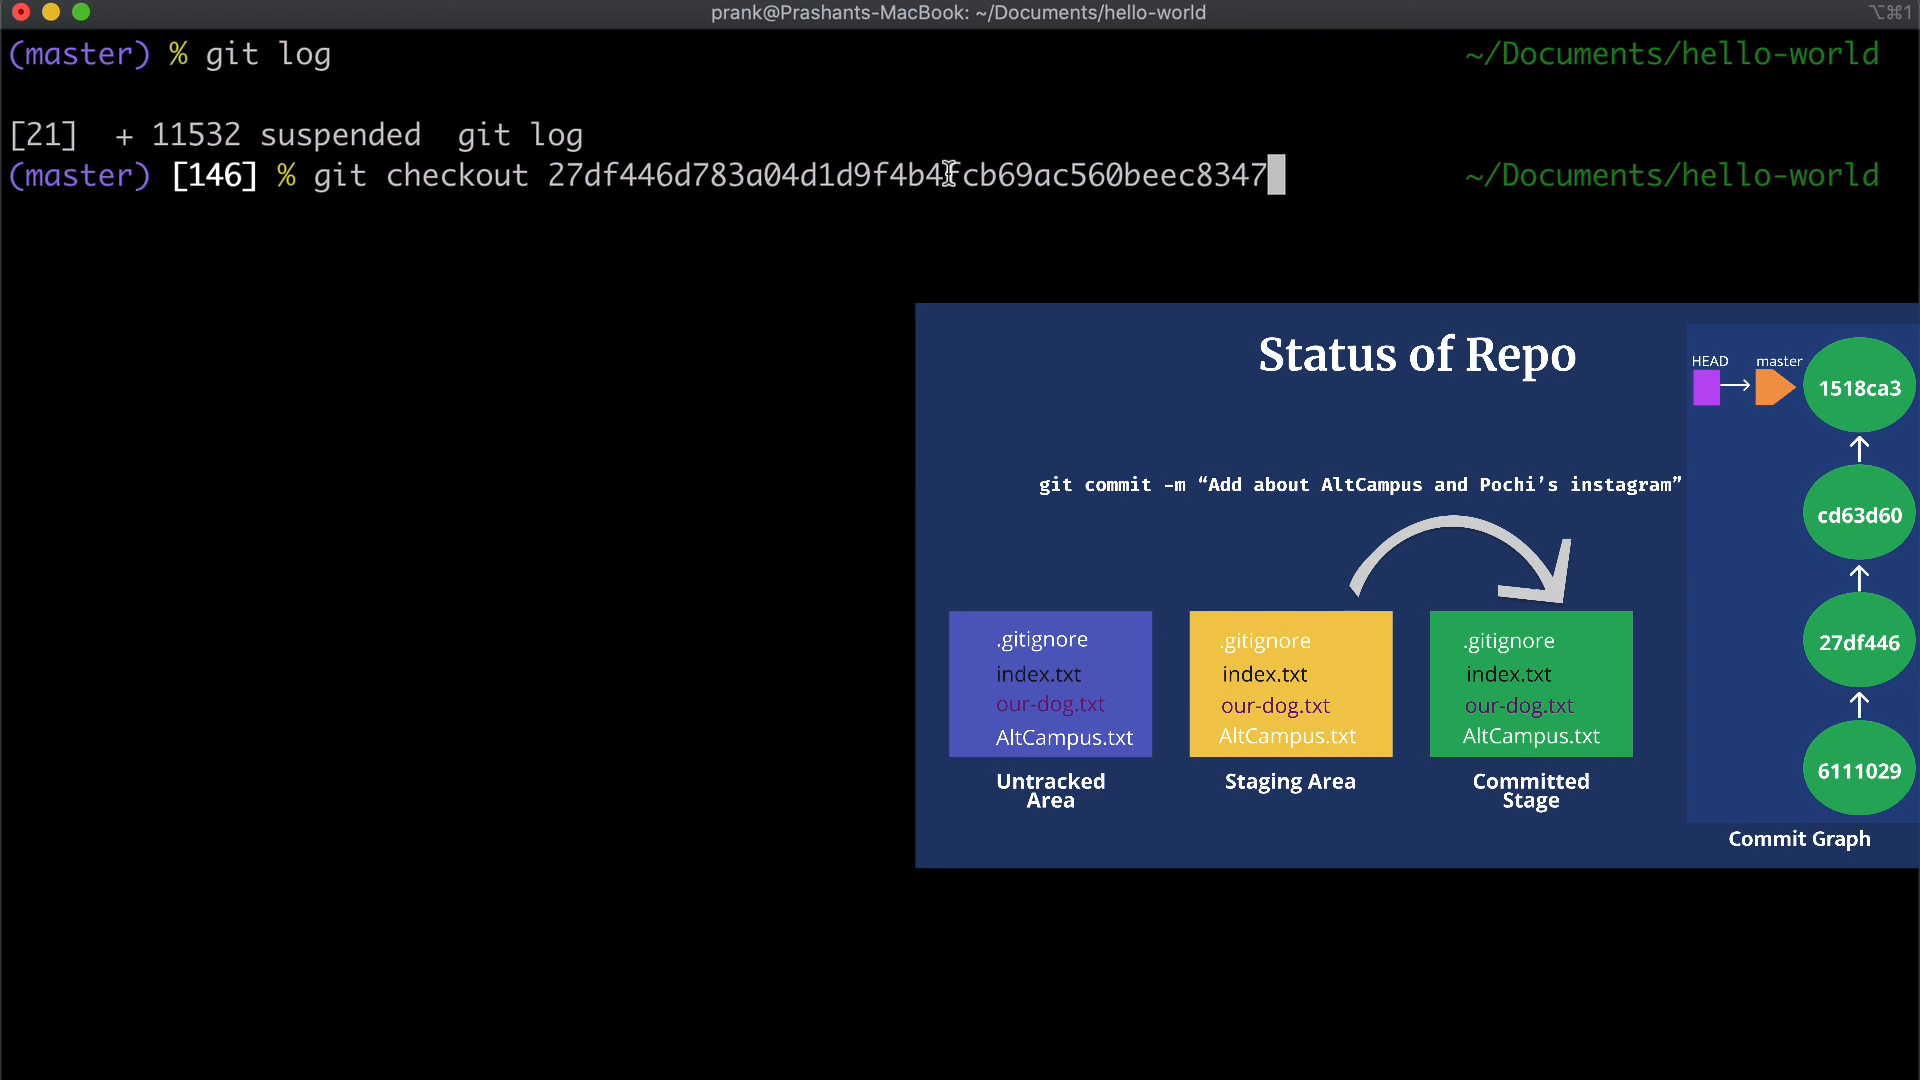 prank@Prashants-MacBook: ~/Documents/hello-world
⌥⌘1
(master) % git log ~/Documents/hello-world
[21]  + 11532 suspended  git log
(master) [146] % git checkout 27df446d783a04d1d9f4b4fcb69ac560beec8347 ~/Documents/hello-world
Status of Repo
HEAD
master
1518ca3
git commit -m “Add about AltCampus and Pochi’s instagram”
cd63d60
.gitignore
index.txt
our-dog.txt
AltCampus.txt
Untracked
Area
.gitignore
index.txt
our-dog.txt
AltCampus.txt
Staging Area
.gitignore
index.txt
our-dog.txt
AltCampus.txt
Committed
Stage
27df446
6111029
Commit Graph